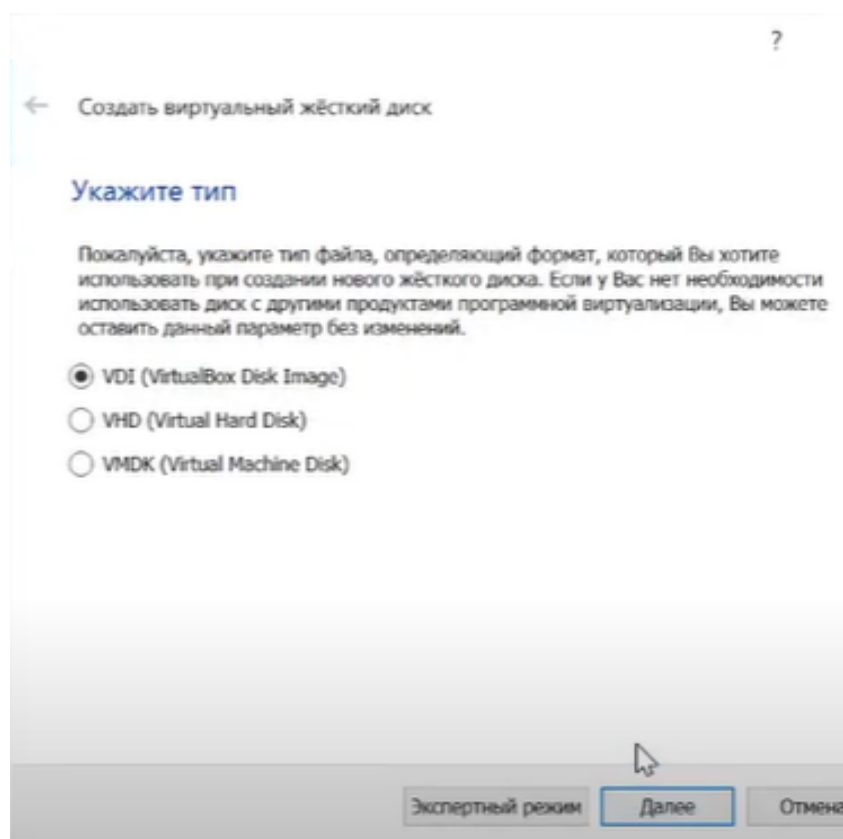 ?
← Создать виртуальный жёсткий диск
Укажите тип
Пожалуйста, укажите тип файла, определяющий формат, который Вы хотите
использовать при создании нового жёсткого диска. Если у Вас нет необходимости
использовать диск с другими продуктами программной виртуализации, Вы можете
оставить данный параметр без изменений.
VDI (VirtualBox Disk Image)
VHD (Virtual Hard Disk)
VMDK (Virtual Machine Disk)
Экспертный режим Далее Отмена